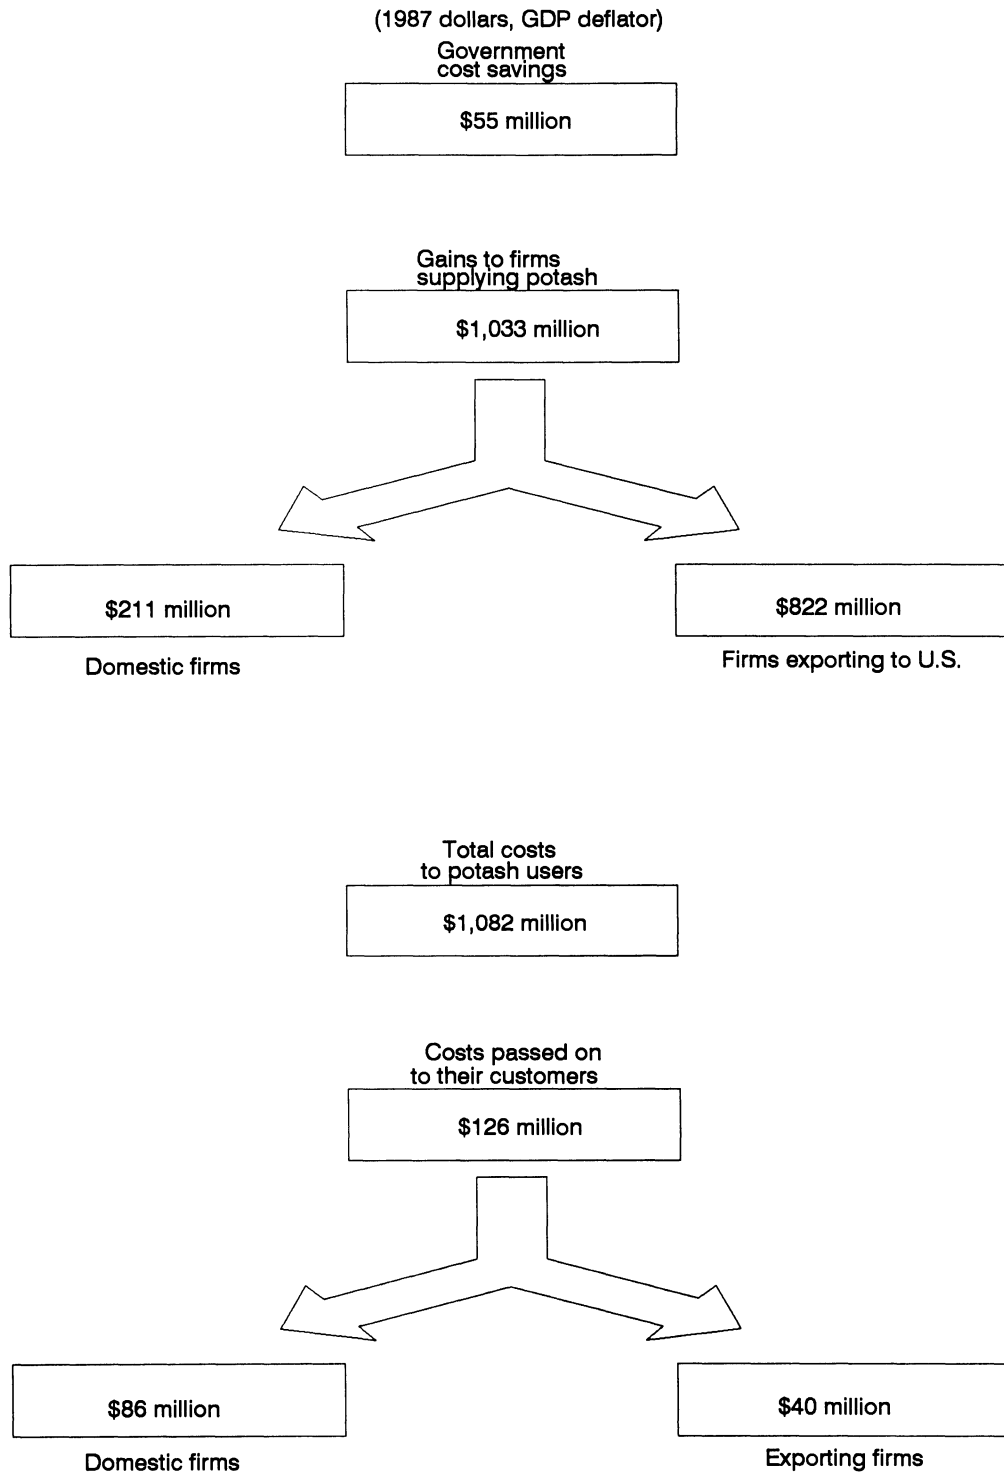 (1987 dollars, GDP deflator)
Government
cost savings
$55 million
Gains to firms
supplying potash
$1,033 million
$211 million
$822 million
Domestic firms
Firms exporting to U.S.
Total costs
to potash users
$1,082 million
Costs passed on
to their customers
$126 million
$86 million
$40 million
Domestic firms
Exporting firms